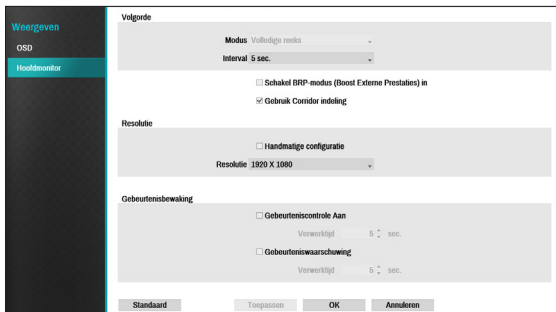 Weergeven
OSD
Hoofdmonitor
Volgorde
Modus Volledige reeks
Interval 5 sec.
Schakel BRP-modus (Boost Externe Prestaties) in
Gebruik Corridor indeling
Resolutie
Handmatige configuratie
Resolutie 1920 X 1080
Gebeurtenisbewaking
Gebeurteniscontrole Aan
Verwerktijd 5 sec.
Gebeurteniswaarschuwing
Verwerktijd 5 sec.
Standaard Toepassen OK Annuleren